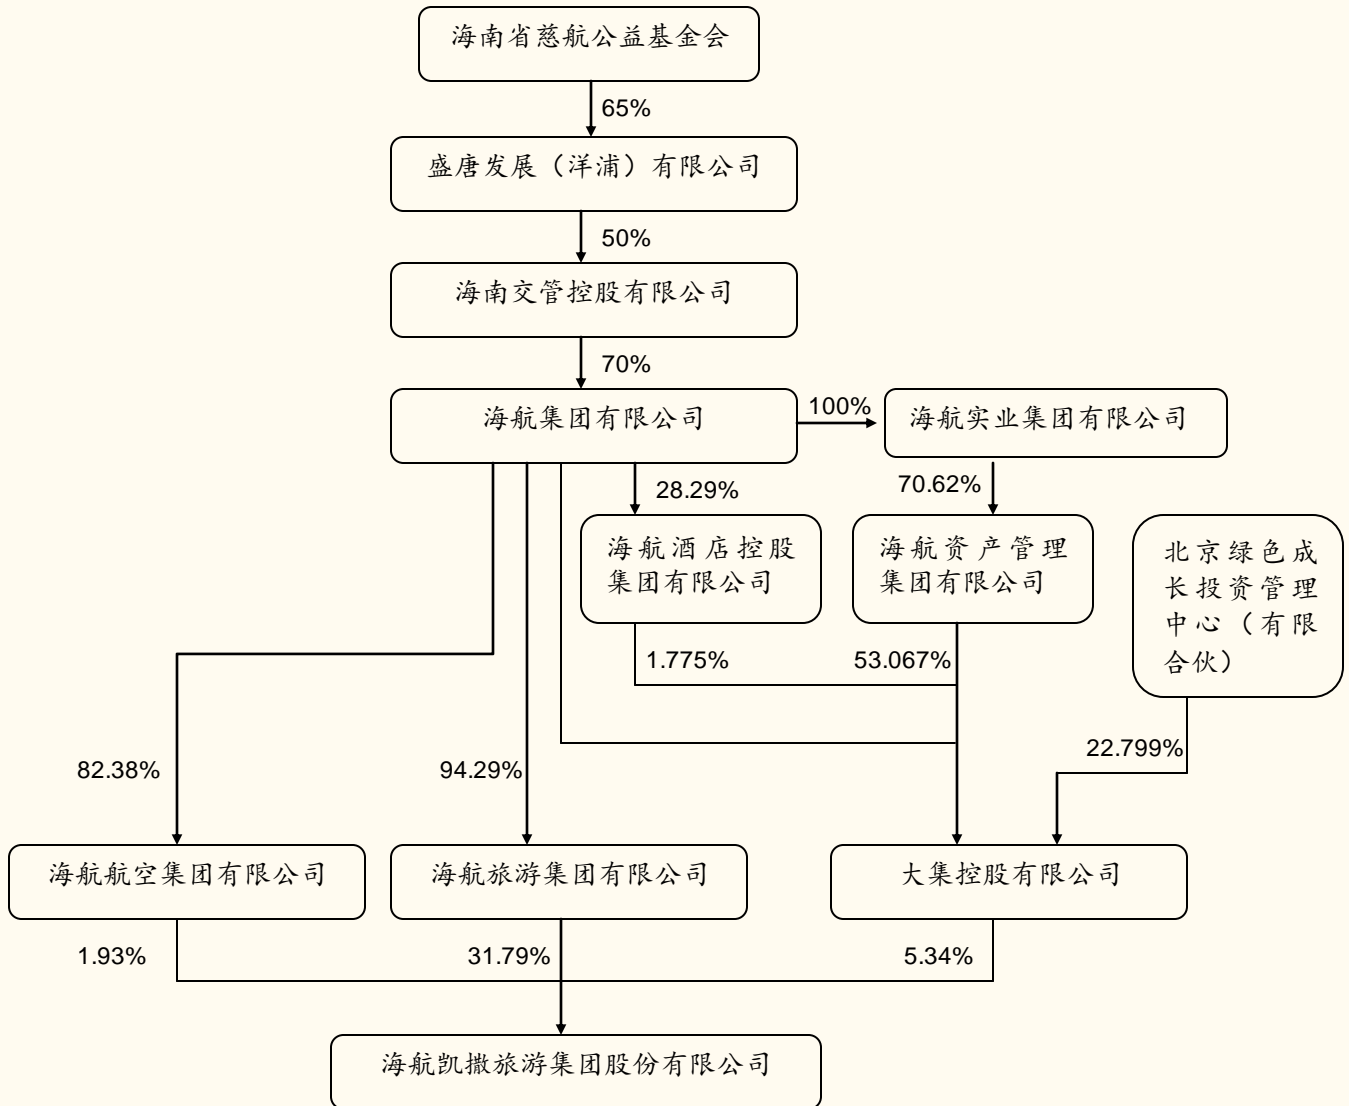 海南省慈航公益基金会
65%
盛唐发展（洋浦）有限公司
50%
海南交管控股有限公司
70%
海航集团有限公司
100%
海航实业集团有限公司
28.29%
70.62%
海航酒店控股
集团有限公司
海航资产管理
集团有限公司
北京绿色成
长投资管理
中心（有限
合伙）
1.775%
53.067%
22.799%
82.38%
94.29%
海航航空集团有限公司
海航旅游集团有限公司
大集控股有限公司
1.93%
31.79%
5.34%
海航凯撒旅游集团股份有限公司